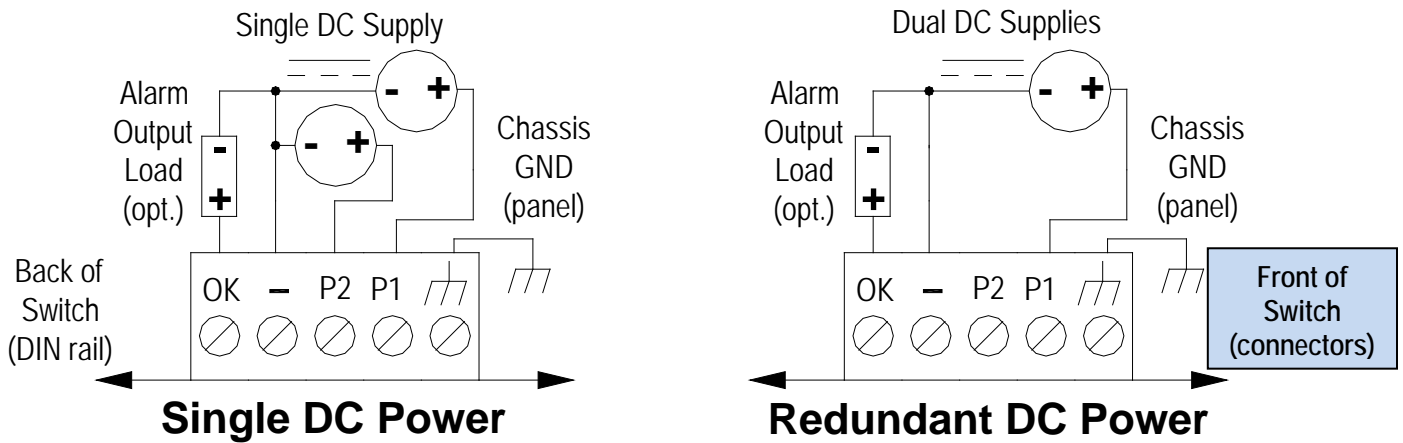 Single DC Supply
Alarm
Output
Load
(opt.)
- +
- +
-
+
Chassis
GND
(panel)
Back of
Switch
(DIN rail)
OK – P2 P1
Single DC Power
Dual DC Supplies
Alarm
Output
Load
(opt.)
- +
-
+
Chassis
GND
(panel)
OK – P2 P1
Front of
Switch
(connectors)
Redundant DC Power